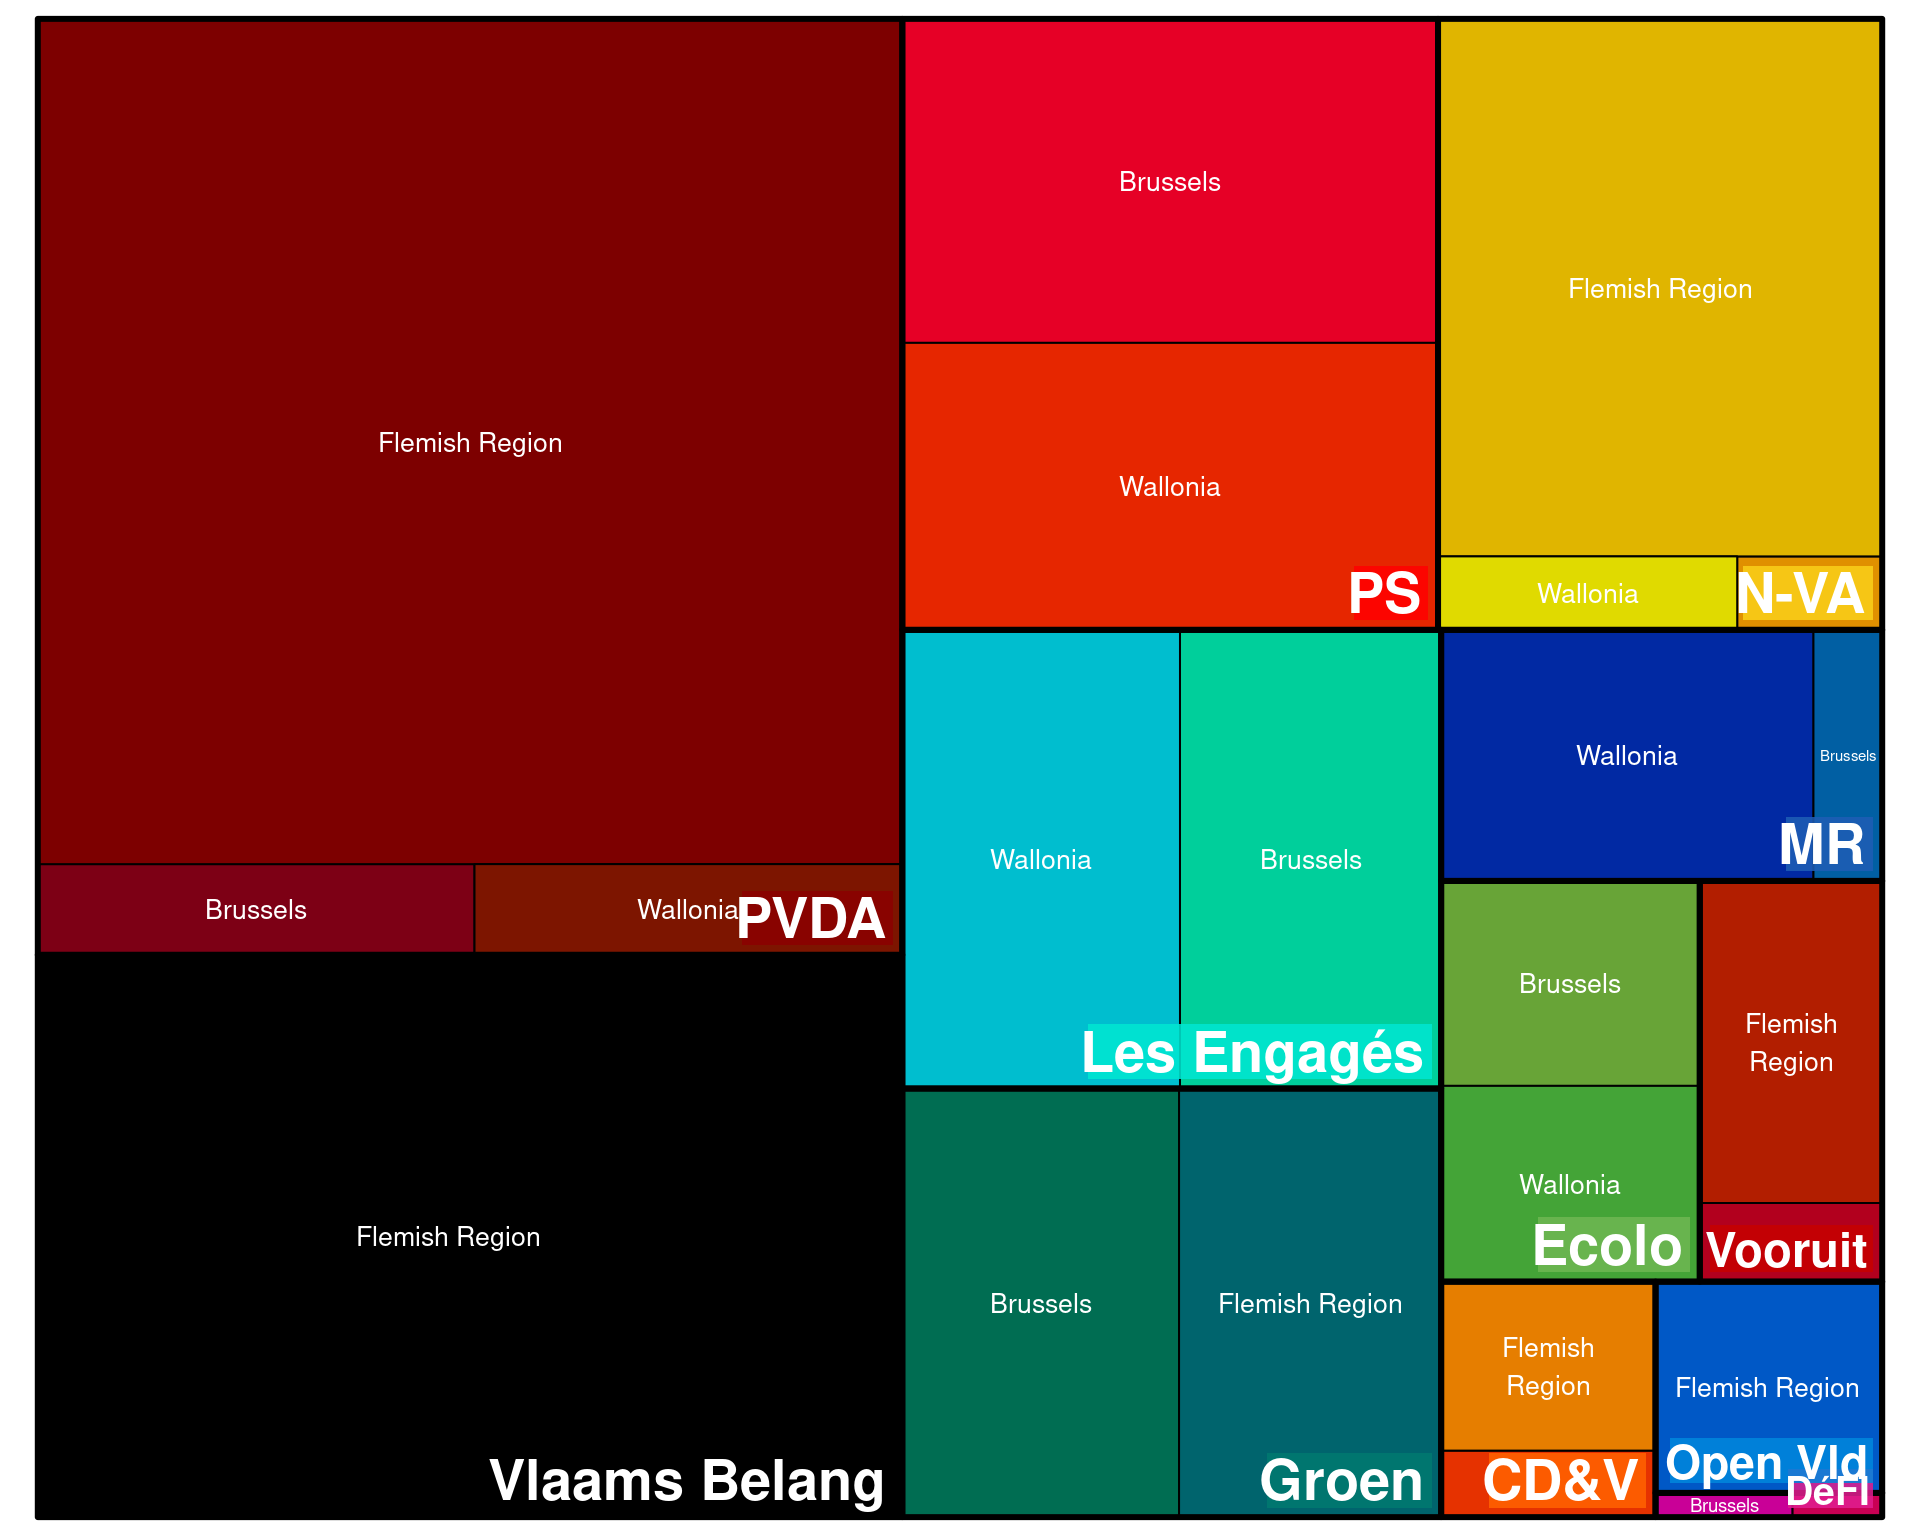 Flemish Region
Brussels
Wallonia
PVDA
Flemish Region
Vlaams Belang
Brussels
Wallonia
PS
Wallonia
Brussels
Les Engagés
Brussels
Flemish Region
Groen
Flemish Region
Wallonia
N-VA
Wallonia
Brussels
MR
Brussels
Wallonia
Ecolo
Flemish
Region
Vooruit
Flemish
Region
CD&V
Flemish Region
Open Vld
Brussels
DéFI